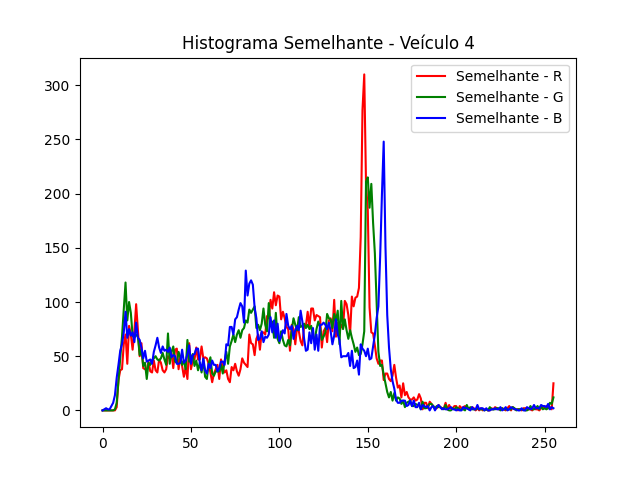 Histograma Semelhante - Veículo 4
Semelhante - R
Semelhante - G
Semelhante - B
300
250
200
150
100
50
0
0 50 100 150 200 250